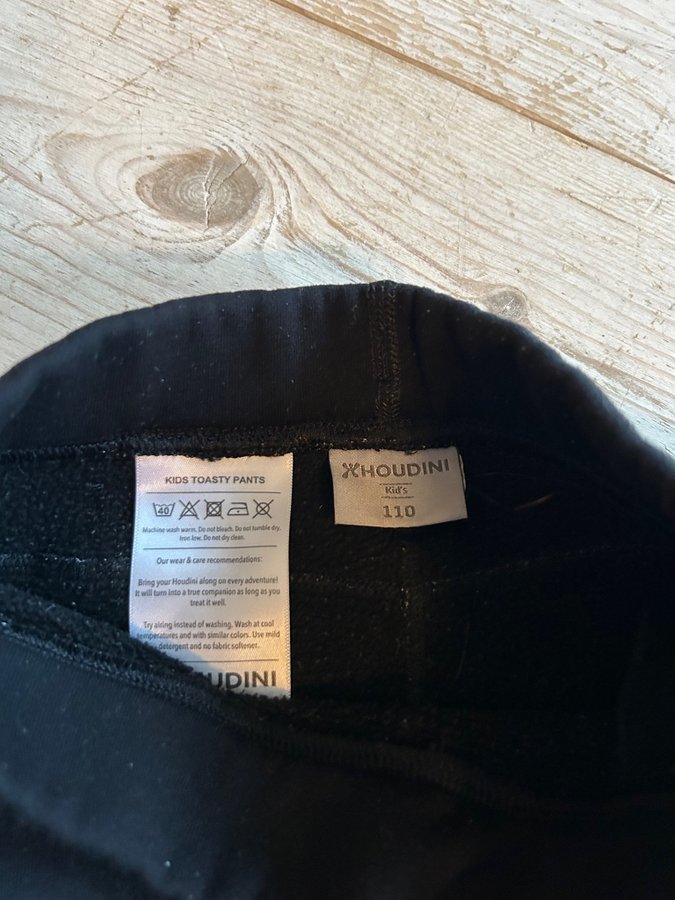 KIDS TOASTY PANTS
40
Machine wash warm. Do not bleach. Do not tumble dry.
Iron low. Do not dry clean.
Our wear & care recommendations:
Bring your Houdini along on every adventure!
It will turn into a true companion as long as you
treat it well.
Try airing instead of washing. Wash at cool
temperatures and with similar colors. Use mild
detergent and no fabric softener.
UDINI
HOUDINI
Kid's
110